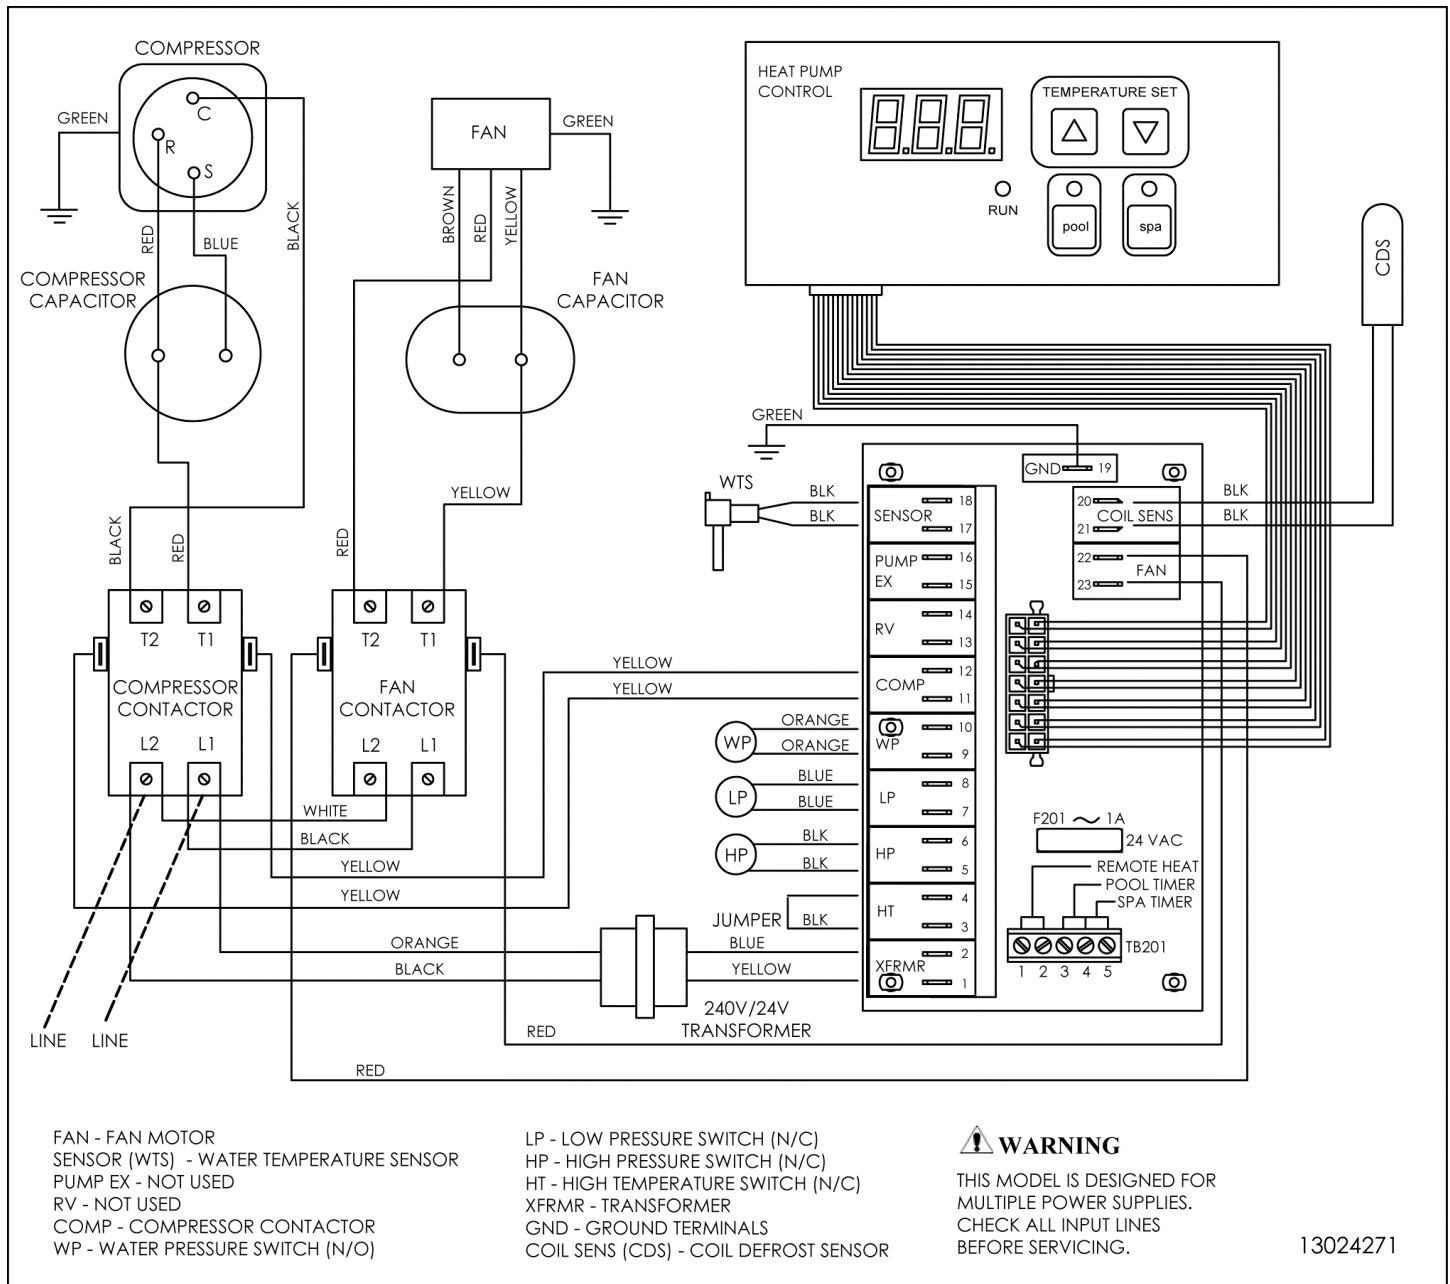 COMPRESSOR
GREEN
C
R
S
RED
BLUE
BLACK
COMPRESSOR
CAPACITOR
FAN
GREEN
BROWN
RED
YELLOW
FAN
CAPACITOR
YELLOW
HEAT PUMP
CONTROL
TEMPERATURE SET
RUN
pool
spa
CDS
GREEN
GND 19
WTS
BLK
BLK
SENSOR
18
17
PUMP
EX
16
15
RV
14
13
COMP
12
11
WP
10
9
LP
8
7
HP
6
5
HT
4
3
XFRMR
2
1
20
21
COIL SENS
BLK
BLK
22
23
FAN
BLACK
RED
RED
T2 T1
COMPRESSOR
CONTACTOR
L2 L1
T2 T1
FAN
CONTACTOR
L2 L1
YELLOW
YELLOW
WP
ORANGE
ORANGE
LP
BLUE
BLUE
HP
BLK
BLK
JUMPER
BLK
WHITE
BLACK
YELLOW
YELLOW
ORANGE
BLACK
BLUE
YELLOW
240V/24V
TRANSFORMER
RED
RED
LINE LINE
F201 ~ 1A
24 VAC
REMOTE HEAT
POOL TIMER
SPA TIMER
TB201
1 2 3 4 5
FAN - FAN MOTOR
SENSOR (WTS) - WATER TEMPERATURE SENSOR
PUMP EX - NOT USED
RV - NOT USED
COMP - COMPRESSOR CONTACTOR
WP - WATER PRESSURE SWITCH (N/O)
LP - LOW PRESSURE SWITCH (N/C)
HP - HIGH PRESSURE SWITCH (N/C)
HT - HIGH TEMPERATURE SWITCH (N/C)
XFRMR - TRANSFORMER
GND - GROUND TERMINALS
COIL SENS (CDS) - COIL DEFROST SENSOR
WARNING
THIS MODEL IS DESIGNED FOR
MULTIPLE POWER SUPPLIES.
CHECK ALL INPUT LINES
BEFORE SERVICING.
13024271